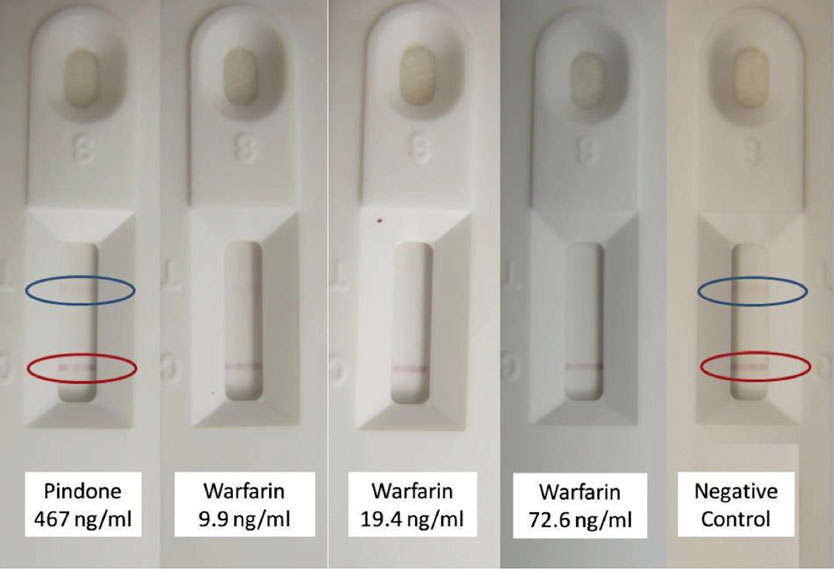 Pindone
467 ng/ml
Warfarin
9.9 ng/ml
Warfarin
19.4 ng/ml
Warfarin
72.6 ng/ml
Negative
Control